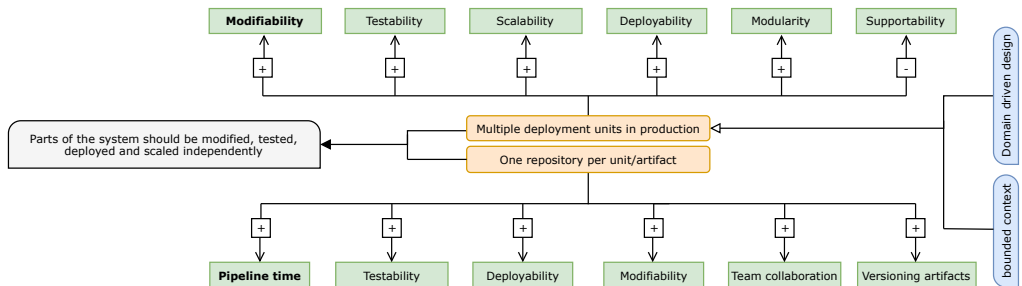 Modifiability
Testability
Scalability
Deployability
Modularity
Supportability
+
+
+
+
+
-
Domain driven design
Multiple deployment units in production
Parts of the system should be modified, tested,
deployed and scaled independently
One repository per unit/artifact
bounded context
+
+
+
+
+
+
Pipeline time
Testability
Deployability
Modifiability
Team collaboration
Versioning artifacts